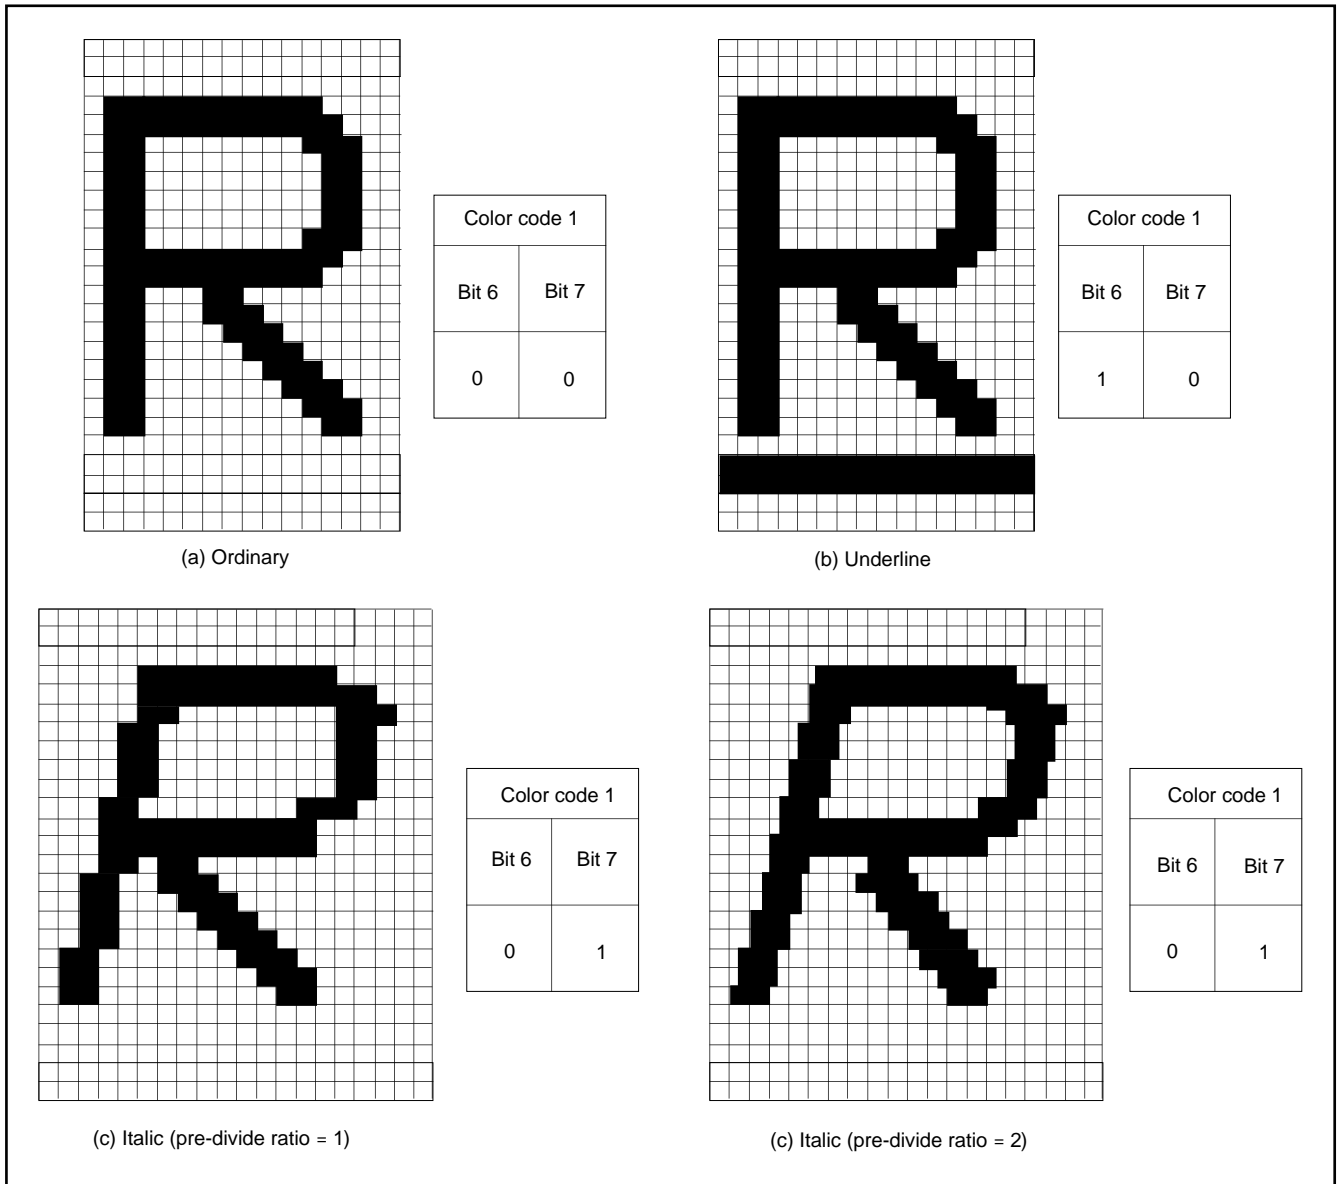 Color code 1
Bit 6 Bit 7
0 0
(a) Ordinary
Color code 1
Bit 6 Bit 7
1 0
(b) Underline
Color code 1
Bit 6 Bit 7
0 1
(c) Italic (pre-divide ratio = 1)
Color code 1
Bit 6 Bit 7
0 1
(c) Italic (pre-divide ratio = 2)